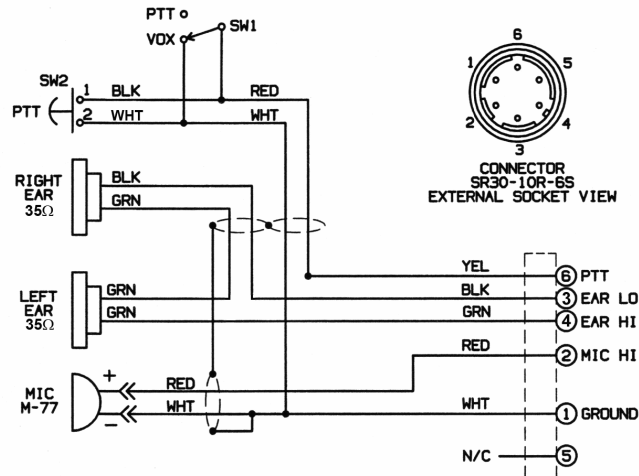 PTT
VOX
SW1
SW2
1
BLK
RED
PTT
2
WHT
WHT
6
1
5
2
4
3
CONNECTOR
SR30-10R-6S
EXTERNAL SOCKET VIEW
RIGHT
EAR
35Ω
BLK
GRN
LEFT
EAR
35Ω
GRN
GRN
YEL
6 PTT
BLK
3 EAR LO
GRN
4 EAR HI
RED
2 MIC HI
MIC
M-77
+
RED
−
WHT
WHT
1 GROUND
N/C
5